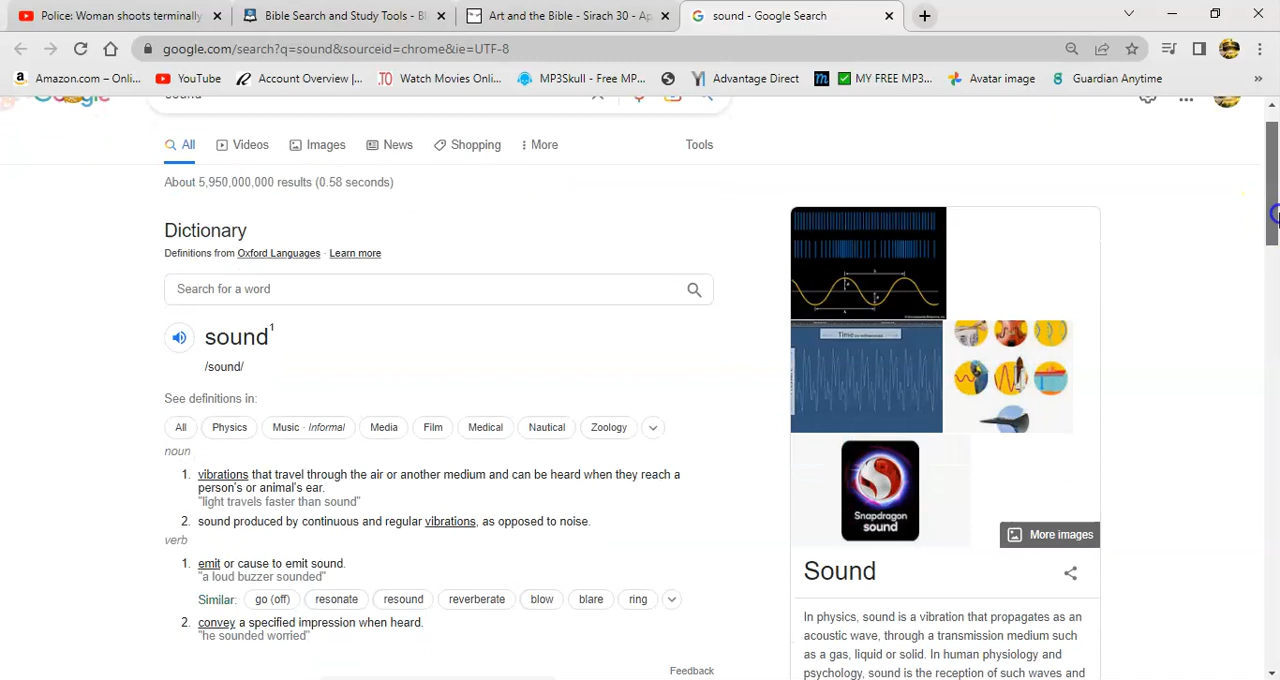 Police: Woman shoots terminally
Bible Search and Study Tools - Bl
Art and the Bible - Sirach 30 - Ap
sound - Google Search
google.com/search?q=sound&sourceid=chrome&ie=UTF-8
Amazon.com – Onli...
YouTube
Account Overview |...
Watch Movies Onli...
MP3Skull - Free MP...
Advantage Direct
MY FREE MP3...
Avatar image
Guardian Anytime
»
sound
All
Videos
Images
News
Shopping
More
Tools
About 5,950,000,000 results (0.58 seconds)
Dictionary
Definitions from Oxford Languages · Learn more
Search for a word
sound¹
/sound/
See definitions in:
All
Physics
Music · Informal
Media
Film
Medical
Nautical
Zoology
noun
1. vibrations that travel through the air or another medium and can be heard when they reach a
person's or animal's ear.
"light travels faster than sound"
2. sound produced by continuous and regular vibrations, as opposed to noise.
verb
1. emit or cause to emit sound.
"a loud buzzer sounded"
Similar:
go (off)
resonate
resound
reverberate
blow
blare
ring
2. convey a specified impression when heard.
"he sounded worried"
Feedback
Time
Snapdragon
sound
More images
Sound
In physics, sound is a vibration that propagates as an
acoustic wave, through a transmission medium such
as a gas, liquid or solid. In human physiology and
psychology, sound is the reception of such waves and